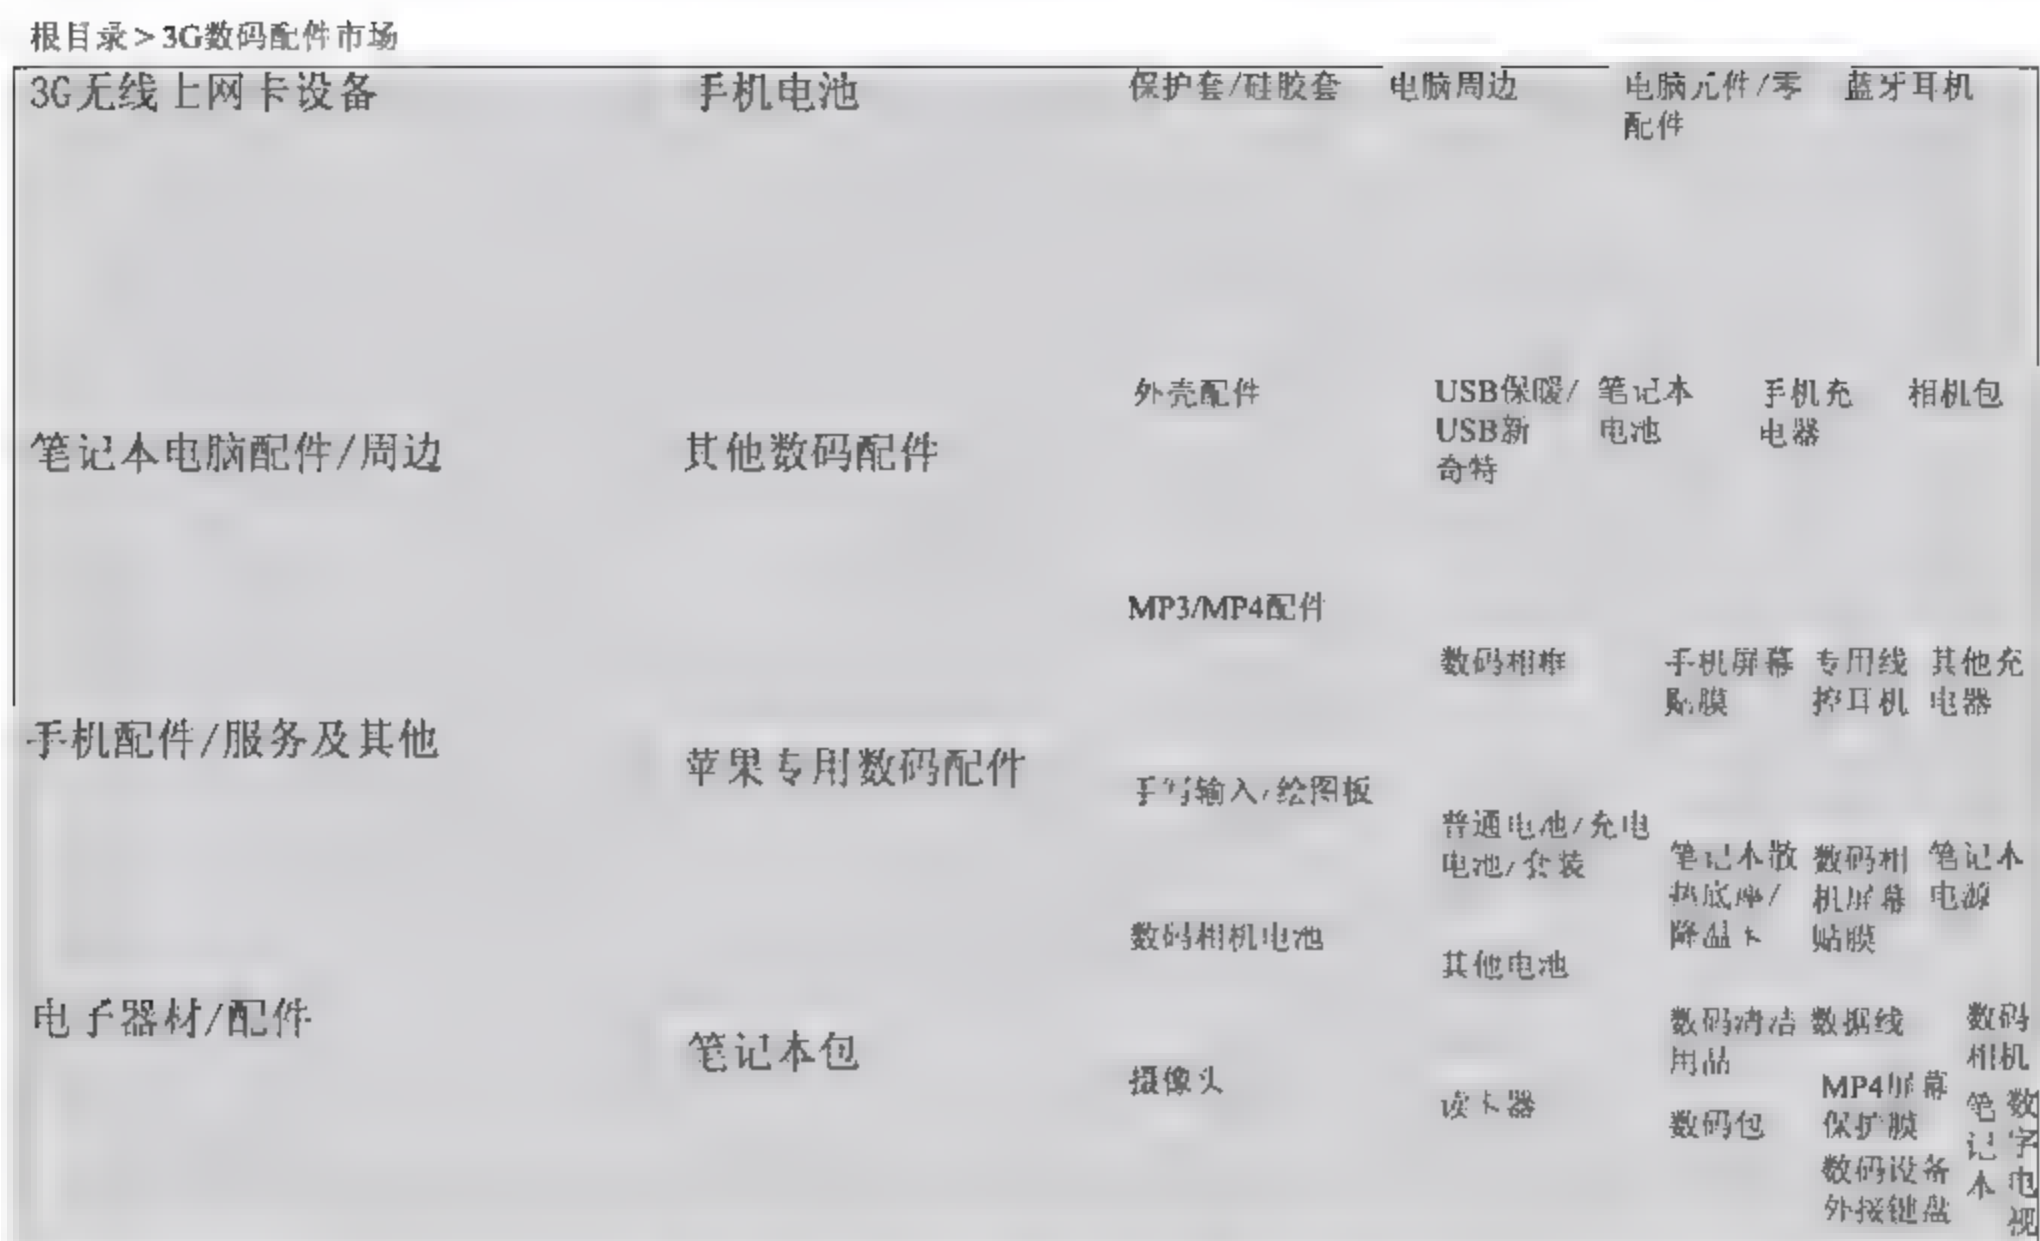 根目录>3G数码配件市场
3G无线上网卡设备
手机电池
保护套/硅胶套
电脑周边
电脑元件/零
配件
蓝牙耳机
笔记本电脑配件/周边
其他数码配件
外壳配件
USB保暖/
USB新
奇特
笔记本
电池
手机充
电器
相机包
MP3/MP4配件
数码相框
手机屏幕
贴膜
专用线
控耳机
其他充
电器
手机配件/服务及其他
苹果专用数码配件
手写输入/绘图板
普通电池/充电
电池/套装
笔记本散
热底座/
降温卡
数码相
机屏幕
贴膜
笔记本
电源
数码相机电池
其他电池
电子器材/配件
笔记本包
摄像头
读卡器
数码清洁
用品
数据线
数码
相机
数码包
MP4屏幕
保护膜
数码设备
外接键盘
笔记本
数字电视